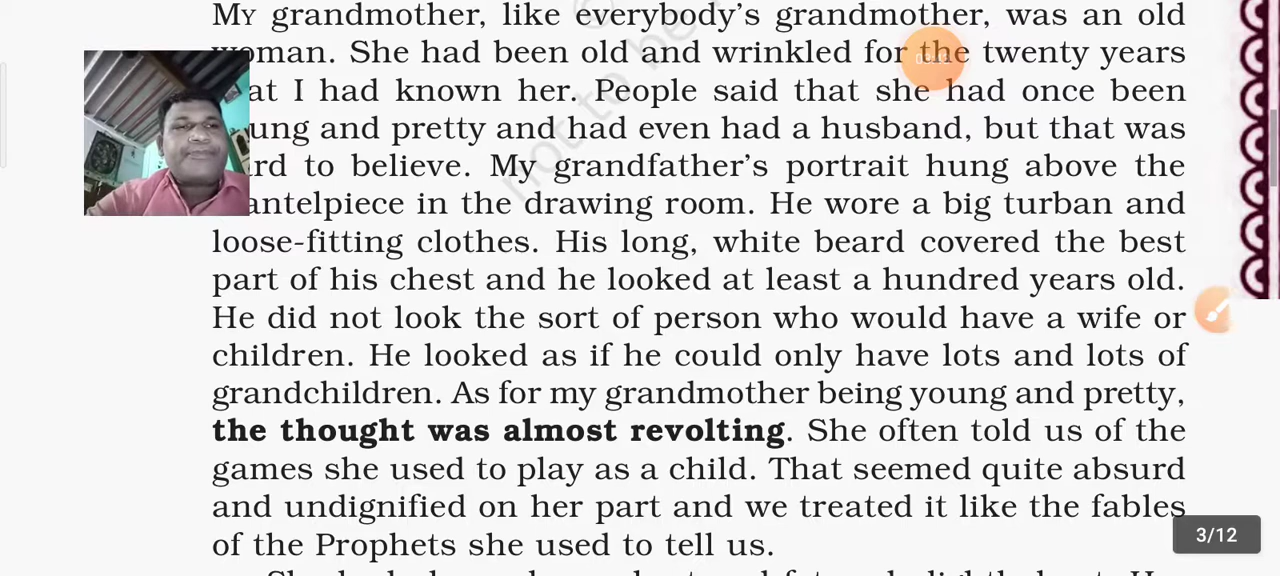 MY grandmother, like everybody's grandmother, was an old
woman. She had been old and wrinkled for the twenty years
at I had known her. People said that she had once been
ung and pretty and had even had a husband, but that was
rd to believe. My grandfather's portrait hung above the
antelpiece in the drawing room. He wore a big turban and
loose-fitting clothes. His long, white beard covered the best
part of his chest and he looked at least a hundred years old.
He did not look the sort of person who would have a wife or
children. He looked as if he could only have lots and lots of
grandchildren. As for my grandmother being young and pretty,
the thought was almost revolting. She often told us of the
games she used to play as a child. That seemed quite absurd
and undignified on her part and we treated it like the fables
of the Prophets she used to tell us.
3/12
not to be